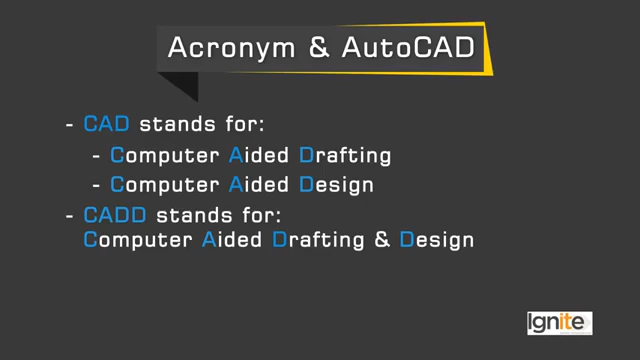 Acronym & AutoCAD
- CAD stands for:
- Computer Aided Drafting
- Computer Aided Design
- CADD stands for:
Computer Aided Drafting & Design
Ignite